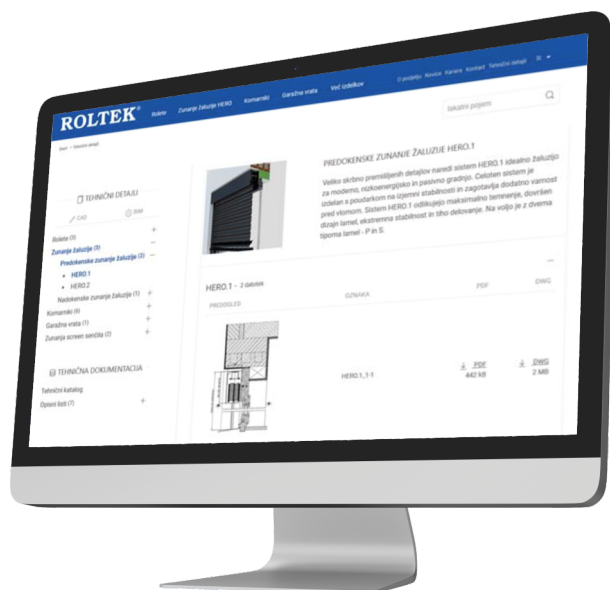 ROLTEK®
Rolete
Zunanje žaluzije HERO
Komarniki
Garažna vrata
Več izdelkov
O podjetju
Novice
Kariera
Kontakt
Tehnični detajli
Iskalni pojem
TEHNIČNI DETAJLI
CAD
BIM
Rolete (3)
Zunanje žaluzije (3)
Predokenske zunanje žaluzije (2)
HERO.1
HERO.2
Nadokenske zunanje žaluzije (1)
Komarniki (6)
Garažna vrata (1)
Zunanja screen senčila (2)
TEHNIČNA DOKUMENTACIJA
Tehnični katalog
Opisni listi (7)
PREDOKENSKE ZUNANJE ŽALUZIJE HERO.1
Veliko skrbno premišljenih detajlov naredi sistem HERO.1 idealno žaluzijo
za moderno, nizkoenergijsko in pasivno gradnjo. Celoten sistem je
izdelan s poudarkom na izjemni stabilnosti in zagotavlja dodatno varnost
pred vlomom. Sistem HERO.1 odlikujejo maksimalno temnenje, dovršen
dizajn lamel, ekstremna stabilnost in tiho delovanje. Na voljo je z dvema
tipoma lamel - P in S.
HERO.1 - 2 datotek
PREDOGLED
OZNAKA
PDF
DWG
HERO.1_1-1
PDF
442 kB
DWG
2 MB